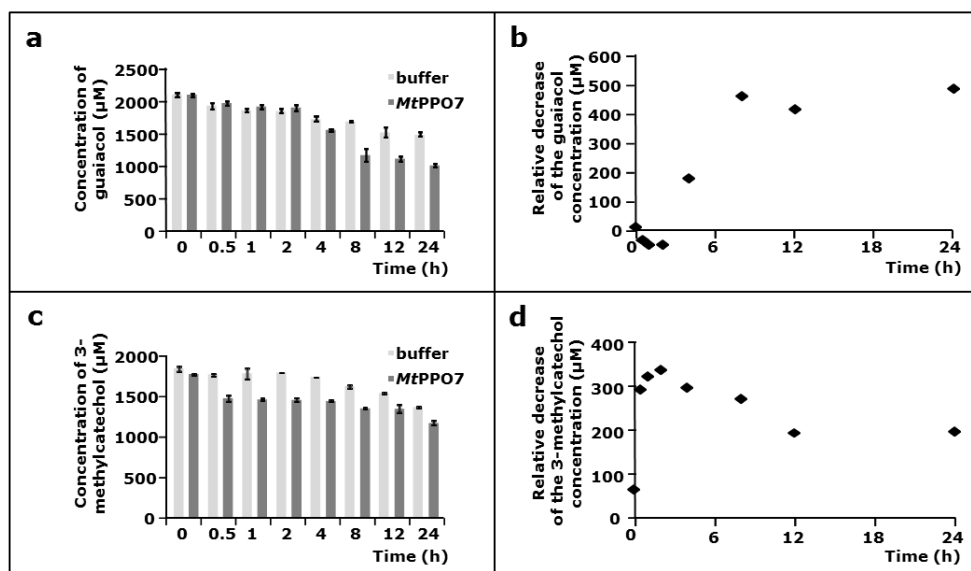 a
Concentration of
guaiacol (μM)
2500
2000
1500
1000
500
0
buffer
MtPPO7
0 0.5 1 2 4 8 12 24
Time (h)
b
Relative decrease
of the guaiacol
concentration (μM)
600
500
400
300
200
100
0
0 6 12 18 24
Time (h)
c
Concentration of 3-
methylcatechol (μM)
2000
1500
1000
500
0
buffer
MtPPO7
0 0.5 1 2 4 8 12 24
Time (h)
d
Relative decrease
of the 3-methylcatechol
concentration (μM)
400
300
200
100
0
0 6 12 18 24
Time (h)